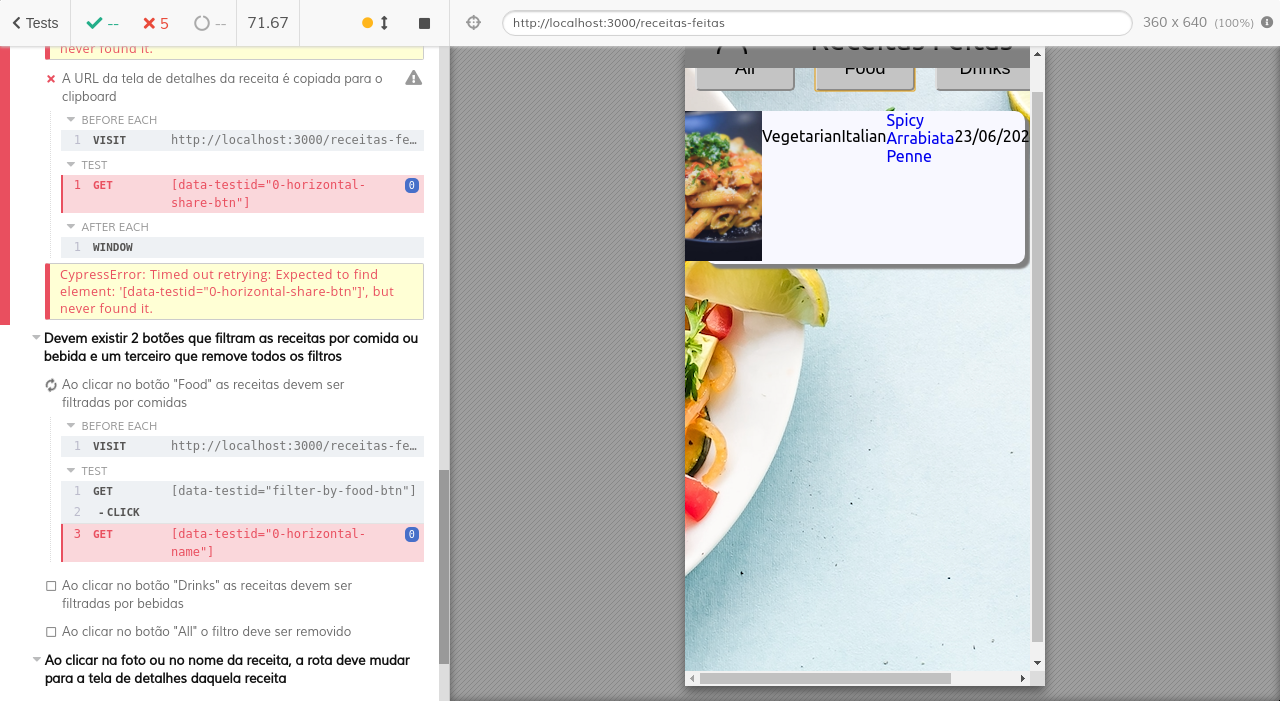 Tests
--
5
--
71.67
http://localhost:3000/receitas-feitas
360 x 640 (100%)
never found it.
A URL da tela de detalhes da receita é copiada para o
clipboard
BEFORE EACH
1 VISIT http://localhost:3000/receitas-fe…
TEST
1 GET [data-testid="0-horizontal-
share-btn"]
0
AFTER EACH
1 WINDOW
CypressError: Timed out retrying: Expected to find
element: '[data-testid="0-horizontal-share-btn"]', but
never found it.
Devem existir 2 botões que filtram as receitas por comida ou
bebida e um terceiro que remove todos os filtros
Ao clicar no botão "Food" as receitas devem ser
filtradas por comidas
BEFORE EACH
1 VISIT http://localhost:3000/receitas-fe…
TEST
1 GET [data-testid="filter-by-food-btn"]
2 -CLICK
3 GET [data-testid="0-horizontal-
name"]
0
Ao clicar no botão "Drinks" as receitas devem ser
filtradas por bebidas
Ao clicar no botão "All" o filtro deve ser removido
Ao clicar na foto ou no nome da receita, a rota deve mudar
para a tela de detalhes daquela receita
Receitas Feitas
All
Food
Drinks
VegetarianItalian
Spicy
Arrabiata
Penne
23/06/202